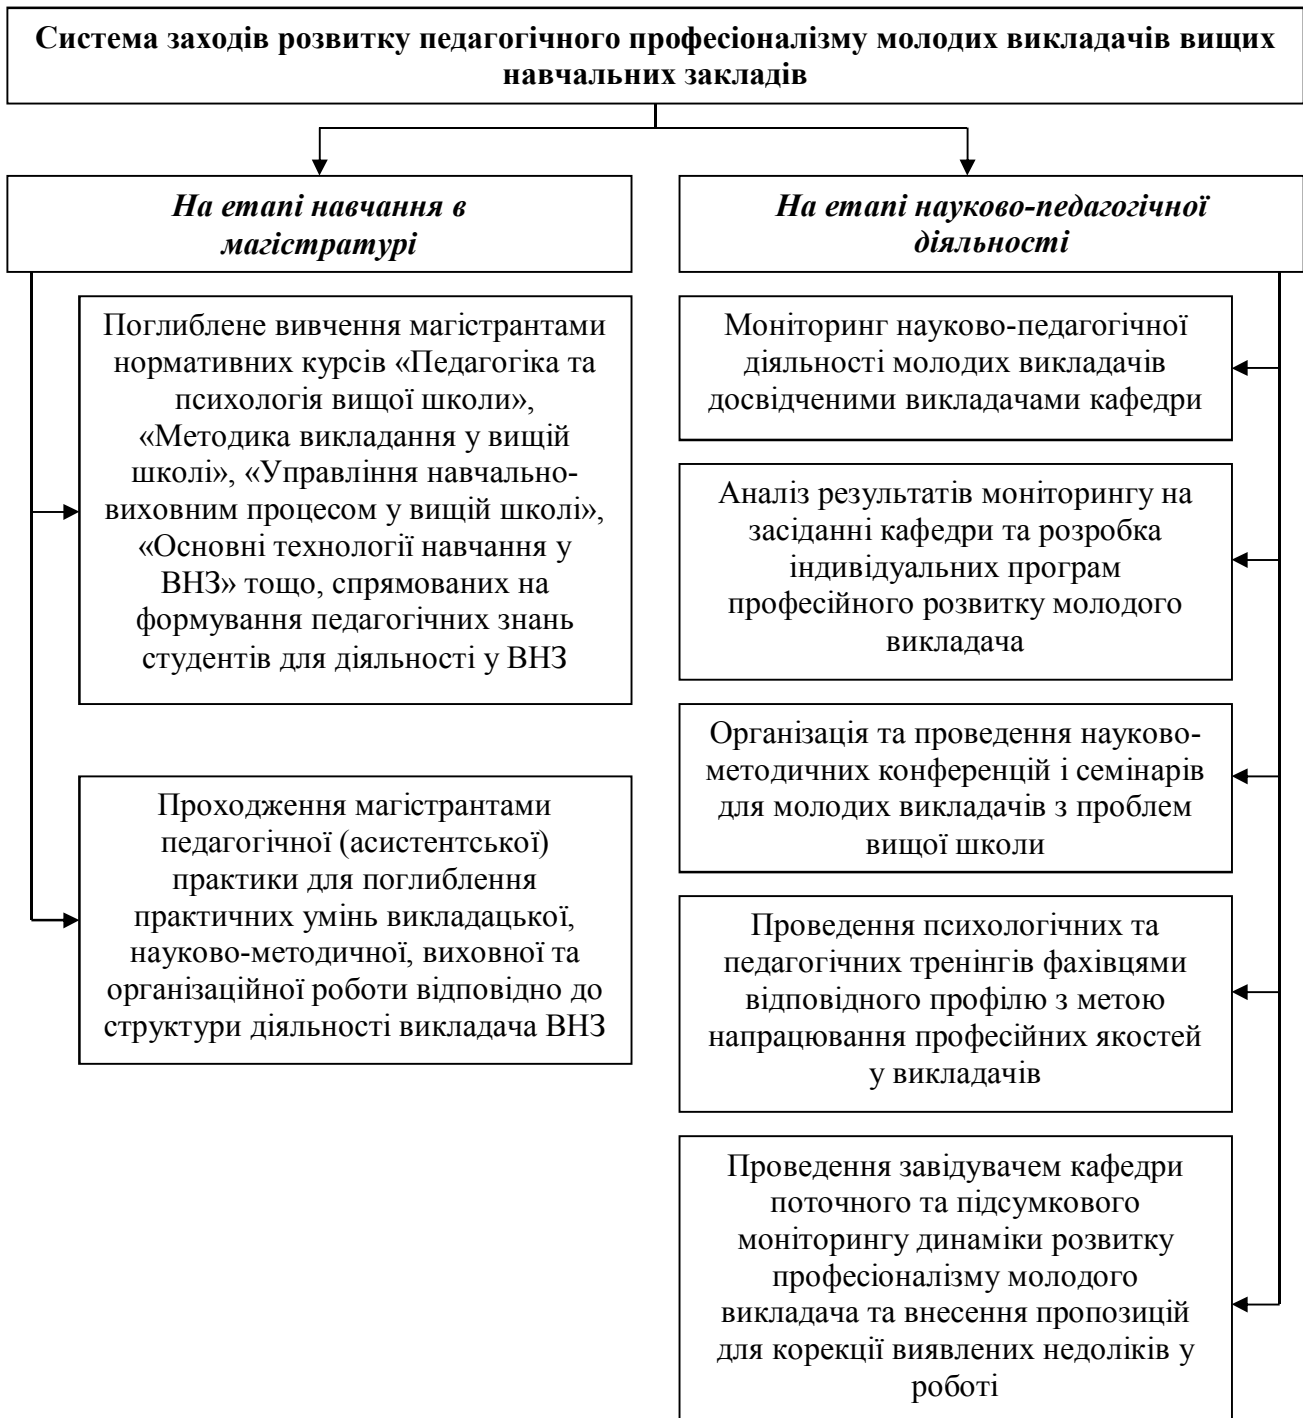 Система заходів розвитку педагогічного професіоналізму молодих викладачів вищих
навчальних закладів
На етапі навчання в
магістратурі
Поглиблене вивчення магістрантами
нормативних курсів «Педагогіка та
психологія вищої школи»,
«Методика викладання у вищій
школі», «Управління навчально-
виховним процесом у вищій школі»,
«Основні технології навчання у
ВНЗ» тощо, спрямованих на
формування педагогічних знань
студентів для діяльності у ВНЗ
Проходження магістрантами
педагогічної (асистентської)
практики для поглиблення
практичних умінь викладацької,
науково-методичної, виховної та
організаційної роботи відповідно до
структури діяльності викладача ВНЗ
На етапі науково-педагогічної
діяльності
Моніторинг науково-педагогічної
діяльності молодих викладачів
досвідченими викладачами кафедри
Аналіз результатів моніторингу на
засіданні кафедри та розробка
індивідуальних програм
професійного розвитку молодого
викладача
Організація та проведення науково-
методичних конференцій і семінарів
для молодих викладачів з проблем
вищої школи
Проведення психологічних та
педагогічних тренінгів фахівцями
відповідного профілю з метою
напрацювання професійних якостей
у викладачів
Проведення завідувачем кафедри
поточного та підсумкового
моніторингу динаміки розвитку
професіоналізму молодого
викладача та внесення пропозицій
для корекції виявлених недоліків у
роботі